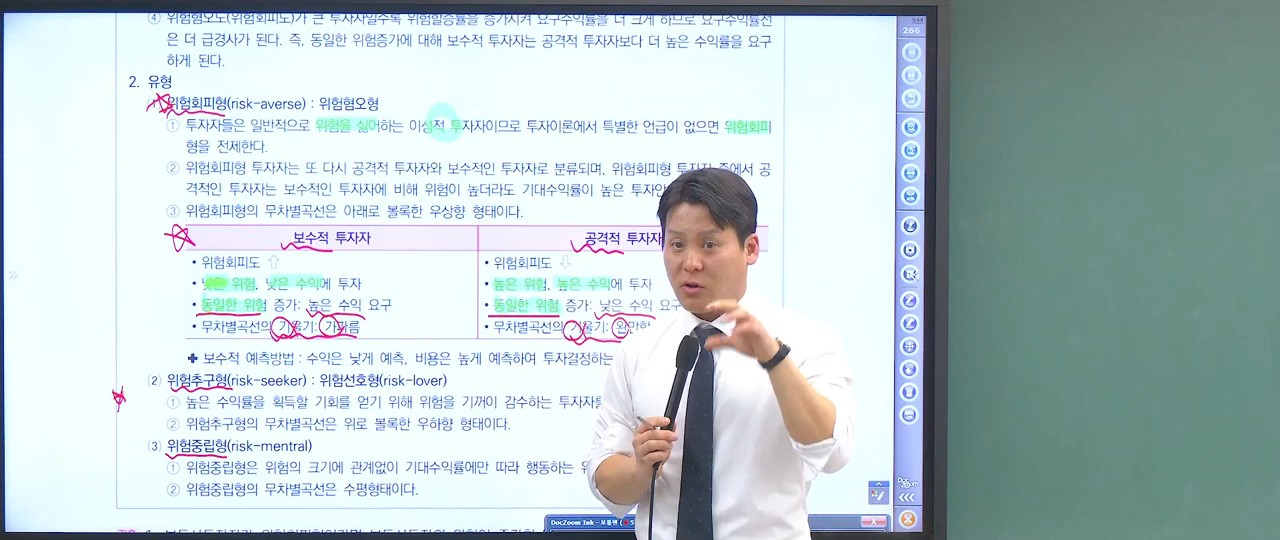 ④ 위험혐오도(위험회피도)가 큰 투자자일수록 위험할증률을 증가시켜 요구수익률을 더 크게 하므로 요구수익률선
은 더 급경사가 된다. 즉, 동일한 위험증가에 대해 보수적 투자자는 공격적 투자자보다 더 높은 수익률을 요구
하게 된다.
2. 유형
위험회피형(risk-averse) : 위험혐오형
① 투자자들은 일반적으로 위험을 싫어하는 이성적 투자자이므로 투자이론에서 특별한 언급이 없으면 위험회피
형을 전제한다.
② 위험회피형 투자자는 또 다시 공격적 투자자와 보수적인 투자자로 분류되며, 위험회피형 투자자 중에서 공
격적인 투자자는 보수적인 투자자에 비해 위험이 높더라도 기대수익률이 높은
③ 위험회피형의 무차별곡선은 아래로 볼록한 우상향 형태이다.
보수적 투자자 공격적 투자자
• 위험회피도 ⇧ • 위험회피도 ⇩
• 낮은 위험, 낮은 수익에 투자 • 높은 위험, 높은 수익에 투자
• 동일한 위험 증가: 높은 수익 요구 • 동일한 위험 증가: 낮은 수익 요구
• 무차별곡선의 기울기: 가파름 • 무차별곡선의 기울기: 완만함
✚ 보수적 예측방법 : 수익은 낮게 예측, 비용은 높게 예측하여 투자결정하는
(2) 위험추구형(risk-seeker) : 위험선호형(risk-lover)
① 높은 수익률을 획득할 기회를 얻기 위해 위험을 기꺼이 감수하는 투자자들
② 위험추구형의 무차별곡선은 위로 볼록한 우하향 형태이다.
(3) 위험중립형(risk-mentral)
① 위험중립형은 위험의 크기에 관계없이 기대수익률에만 따라 행동하는
② 위험중립형의 무차별곡선은 수평형태이다.
544
266
DocZoom
DocZoom Ink - 보통펜